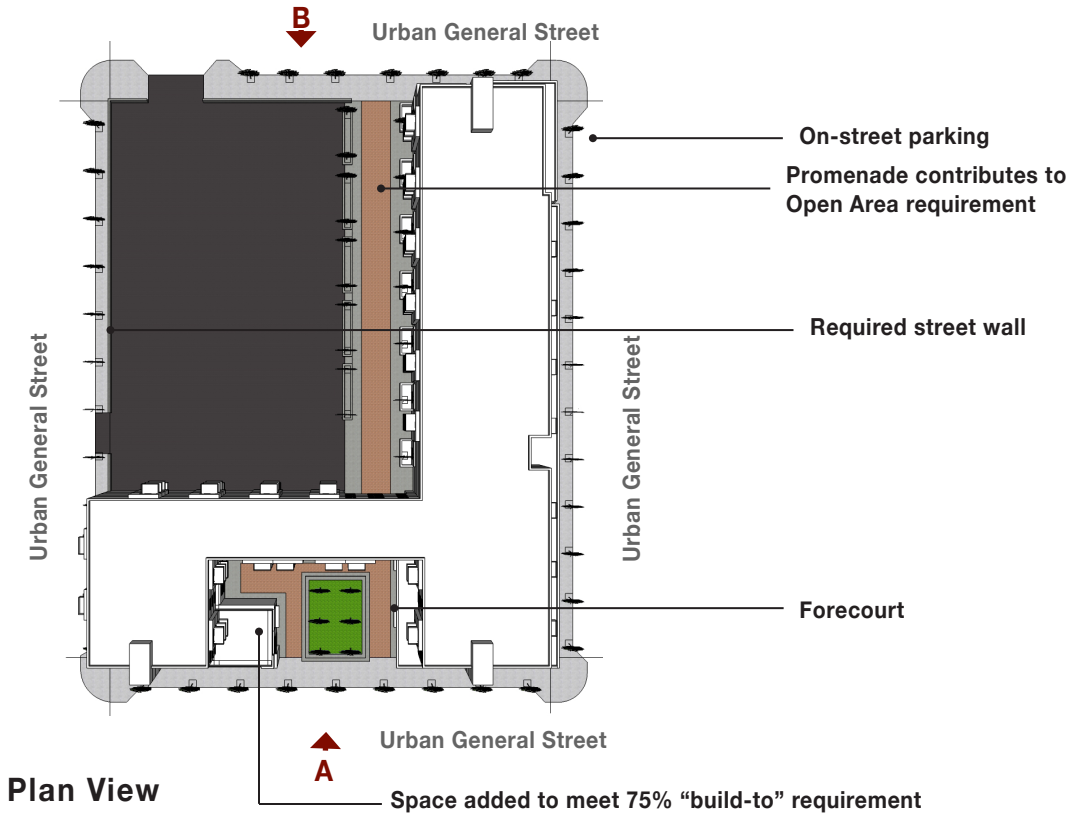 B
Urban General Street
On-street parking
Promenade contributes to
Open Area requirement
Required street wall
Urban General Street
Urban General Street
Forecourt
Urban General Street
A
Plan View
Space added to meet 75% “build-to” requirement